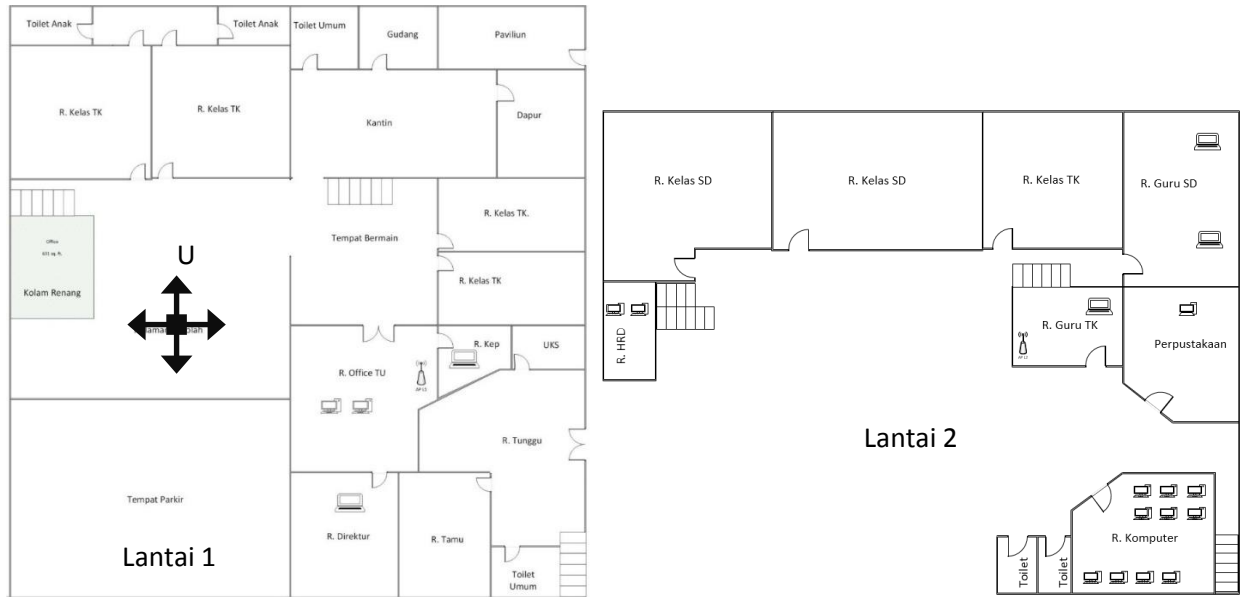 Toilet Anak
Toilet Anak
Toilet Umum
Gudang
Paviliun
R. Kelas TK
R. Kelas TK
Kantin
Dapur
R. Kelas TK.
Tempat Bermain
R. Kelas TK
Office
Kolam Renang
U
R. Kep
UKS
R. Office TU
R. Tunggu
Tempat Parkir
R. Direktur
R. Tamu
Toilet
Umum
Lantai 1
R. Kelas SD
R. Kelas SD
R. Kelas TK
R. Guru SD
R. HRD
R. Guru TK
Perpustakaan
Lantai 2
R. Komputer
Toilet
Toilet